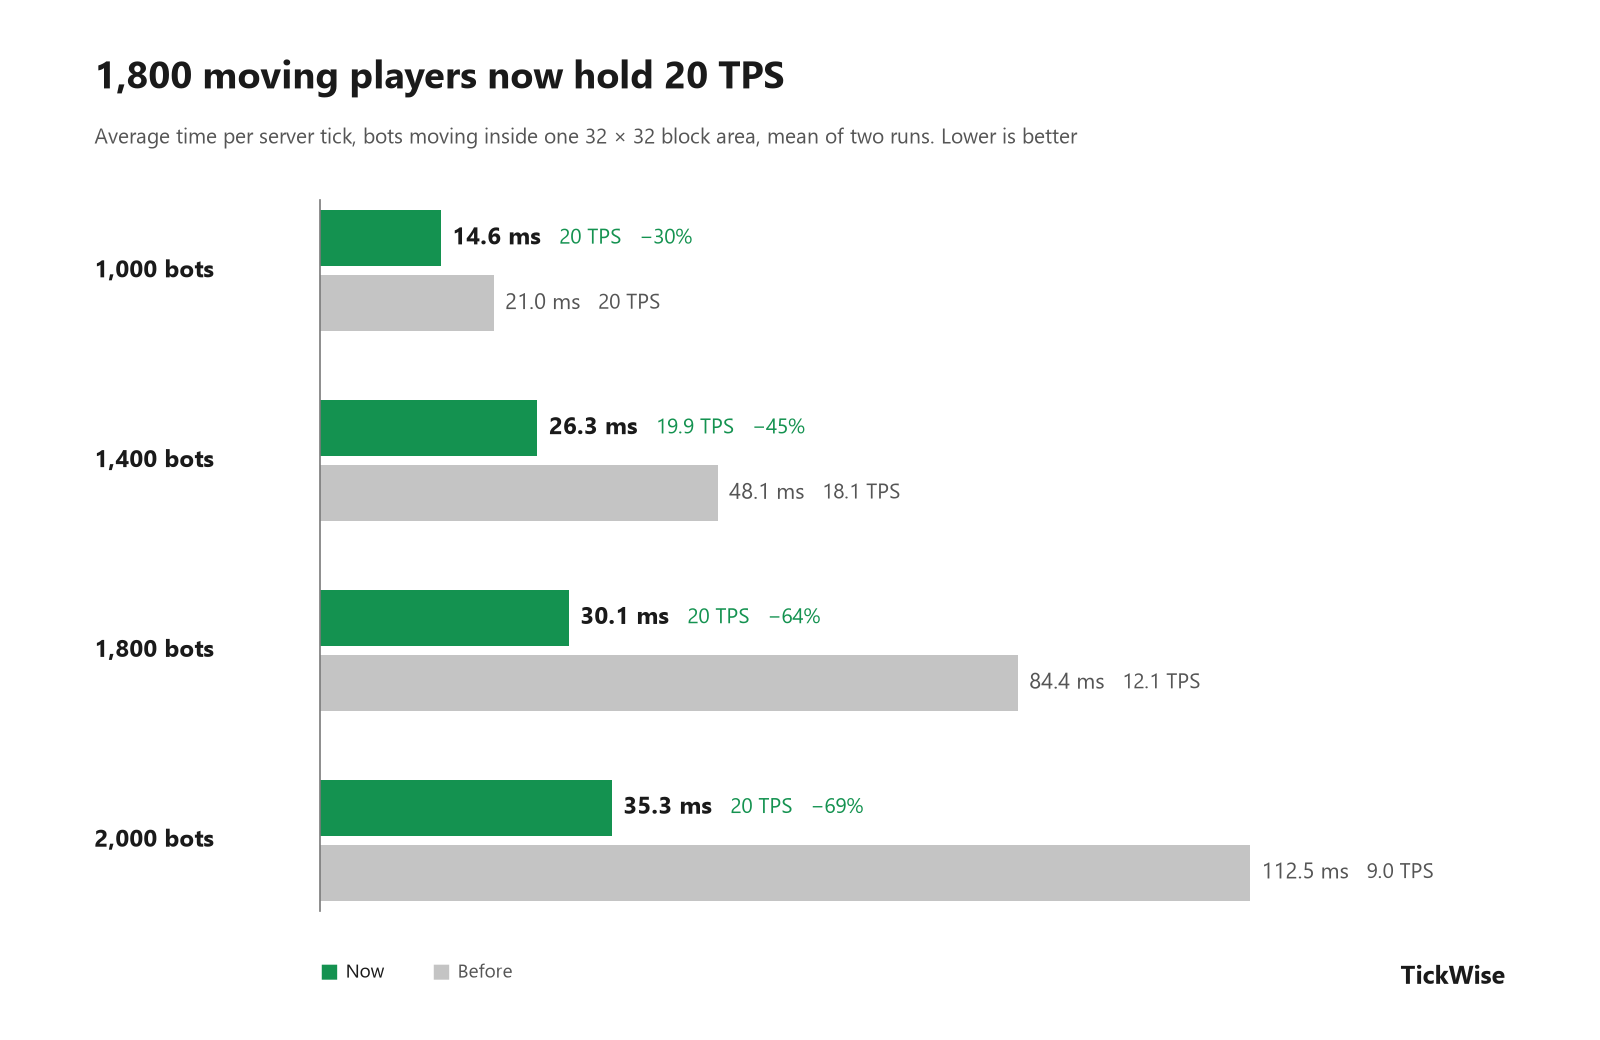 1,800 moving players now hold 20 TPS
Average time per server tick, bots moving inside one 32 × 32 block area, mean of two runs. Lower is better
1,000 bots
14.6 ms 20 TPS −30%
21.0 ms 20 TPS
1,400 bots
26.3 ms 19.9 TPS −45%
48.1 ms 18.1 TPS
1,800 bots
30.1 ms 20 TPS −64%
84.4 ms 12.1 TPS
2,000 bots
35.3 ms 20 TPS −69%
112.5 ms 9.0 TPS
Now Before
TickWise